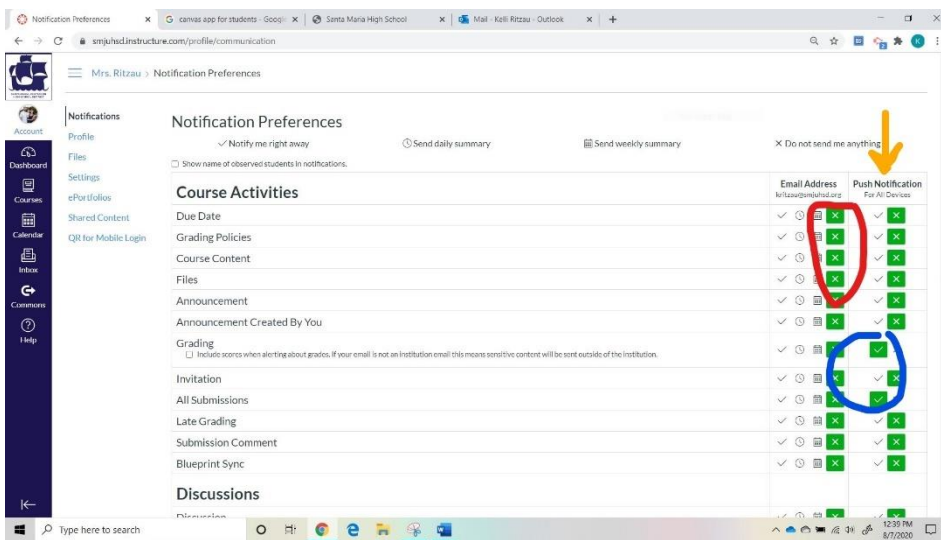 Notification Preferences
canvas app for students - Googl
Santa Maria High School
Mail - Kelli Ritzau - Outlook
smjuhsd.instructure.com/profile/communication
K
Mrs. Ritzau > Notification Preferences
Account
Dashboard
Courses
Calendar
Inbox
Commons
Help
Notifications
Profile
Files
Settings
ePortfolios
Shared Content
QR for Mobile Login
Notification Preferences
Notify me right away
Send daily summary
Send weekly summary
Do not send me anything
Show name of observed students in notifications.
Course Activities
Email Address
kritzau@smjuhsd.org
Push Notification
For All Devices
Due Date
Grading Policies
Course Content
Files
Announcement
Announcement Created By You
Grading
Include scores when alerting about grades. If your email is not an institution email this means sensitive content will be sent outside of the institution.
Invitation
All Submissions
Late Grading
Submission Comment
Blueprint Sync
Discussions
Discussion
Type here to search
12:39 PM
8/7/2020